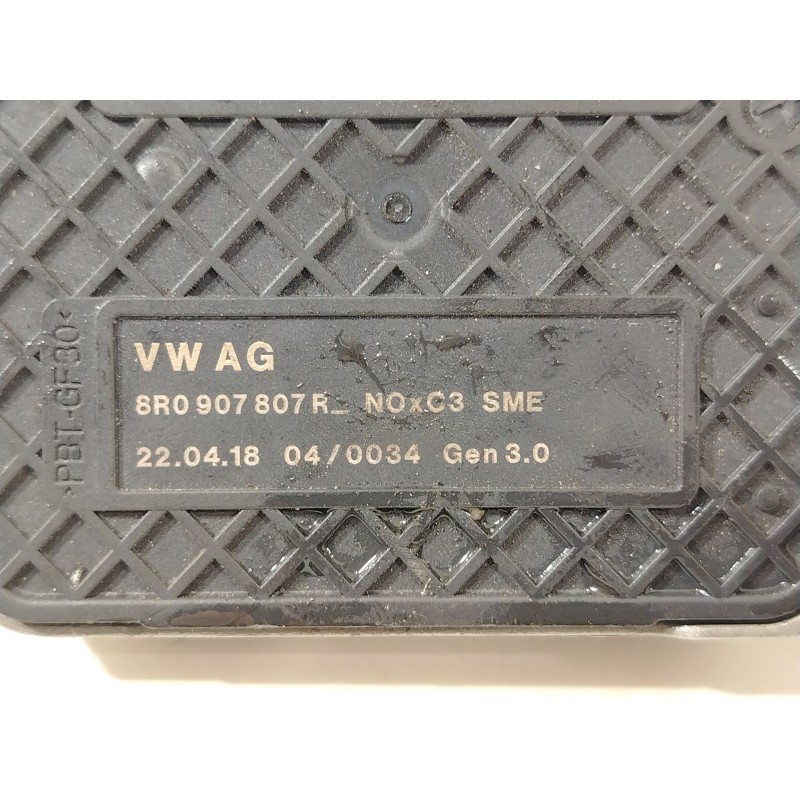 VW AG
8R0 907 807 R_ NOxC3 SME
22.04.18 04/0034 Gen 3.0
>PBT-GF30<